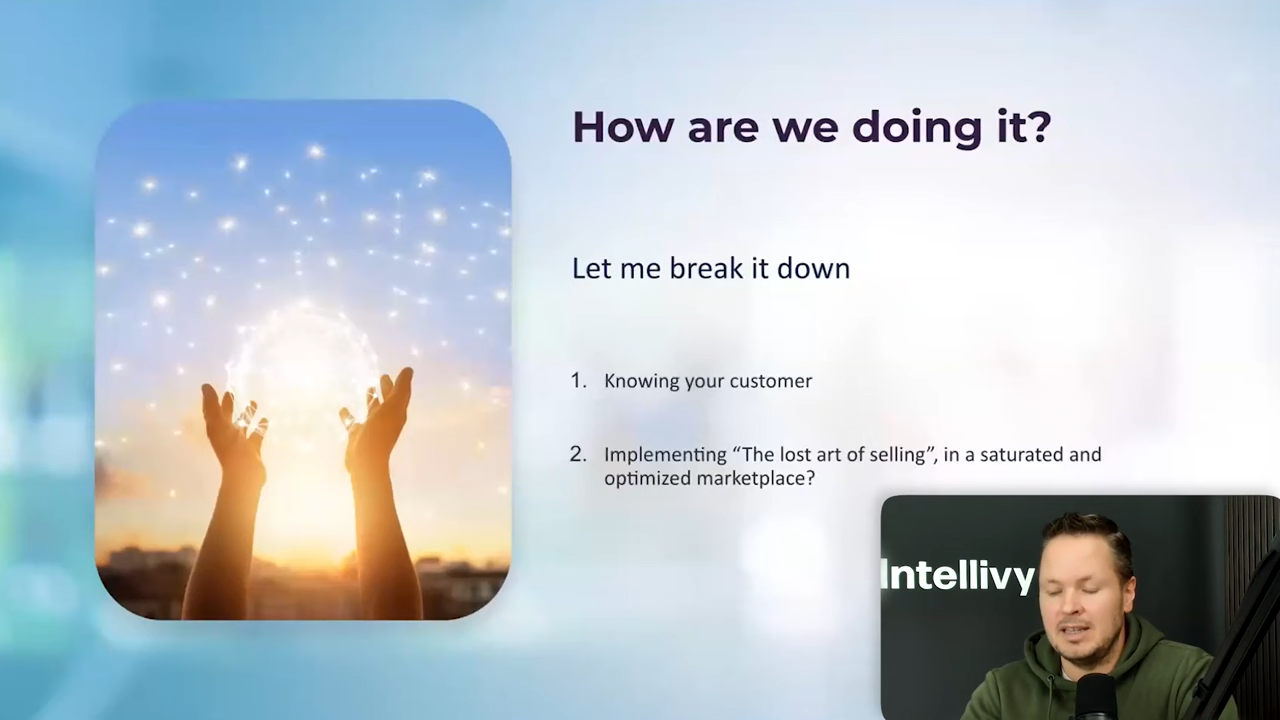 How are we doing it?
Let me break it down
1. Knowing your customer
2. Implementing “The lost art of selling”, in a saturated and
optimized marketplace?
Intellivy